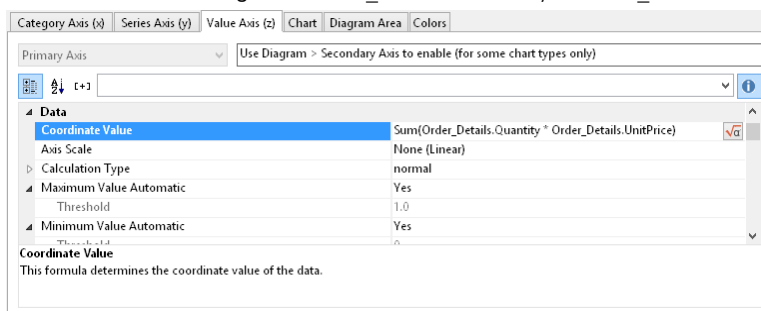 Category Axis (x) Series Axis (y) Value Axis (z) Chart Diagram Area Colors
Primary Axis Use Diagram > Secondary Axis to enable (for some chart types only)
Data
Coordinate Value Sum(Order_Details.Quantity * Order_Details.UnitPrice)
Axis Scale None (Linear)
Calculation Type normal
Maximum Value Automatic Yes
Threshold 1.0
Minimum Value Automatic Yes
Coordinate Value
This formula determines the coordinate value of the data.